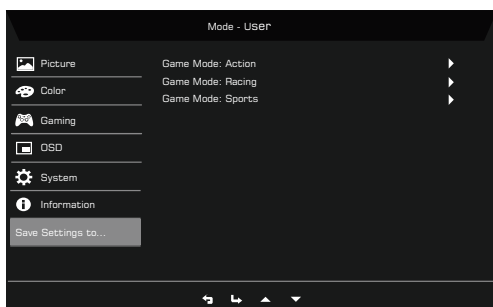 Mode - User
Picture
Color
Gaming
OSD
System
Information
Save Settings to...
Game Mode: Action
Game Mode: Racing
Game Mode: Sports